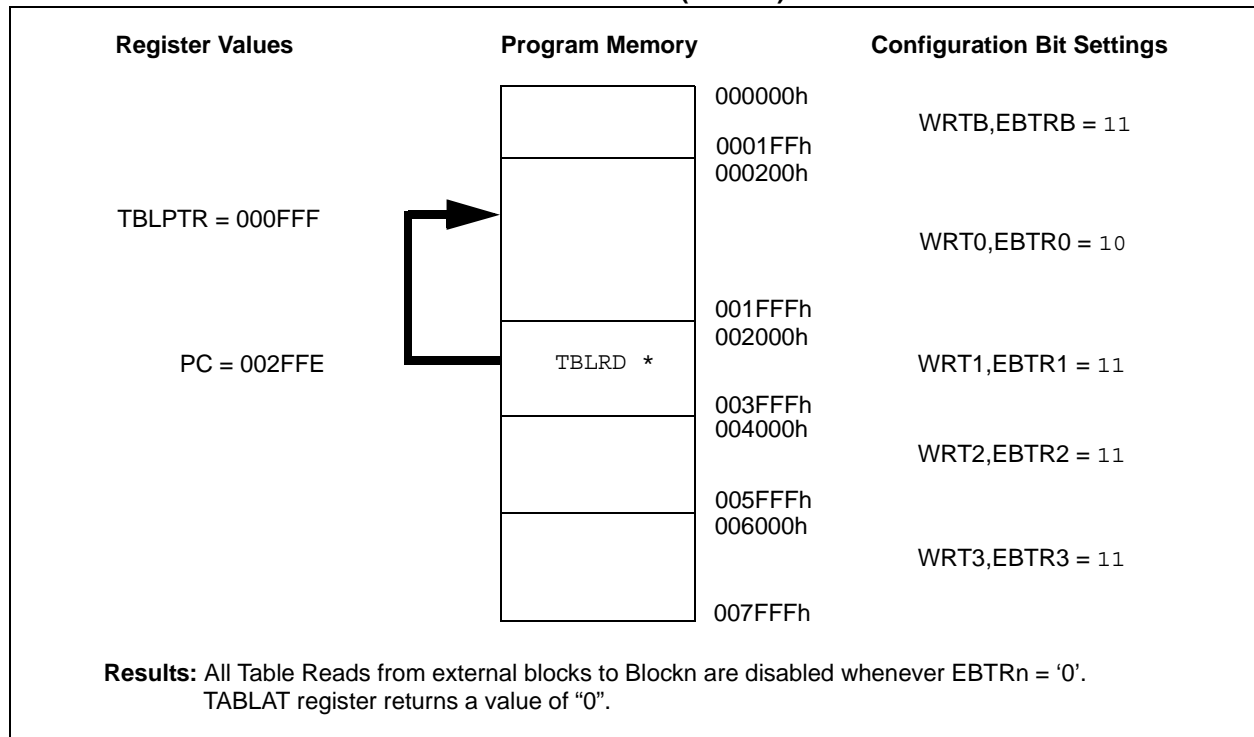 Register Values Program Memory Configuration Bit Settings
000000h
WRTB,EBTRB = 11
0001FFh
000200h
TBLPTR = 000FFF
WRT0,EBTR0 = 10
001FFFh
002000h
PC = 002FFE TBLRD * WRT1,EBTR1 = 11
003FFFh
004000h
WRT2,EBTR2 = 11
005FFFh
006000h
WRT3,EBTR3 = 11
007FFFh
Results: All Table Reads from external blocks to Blockn are disabled whenever EBTRn = ‘0’.
TABLAT register returns a value of “0”.